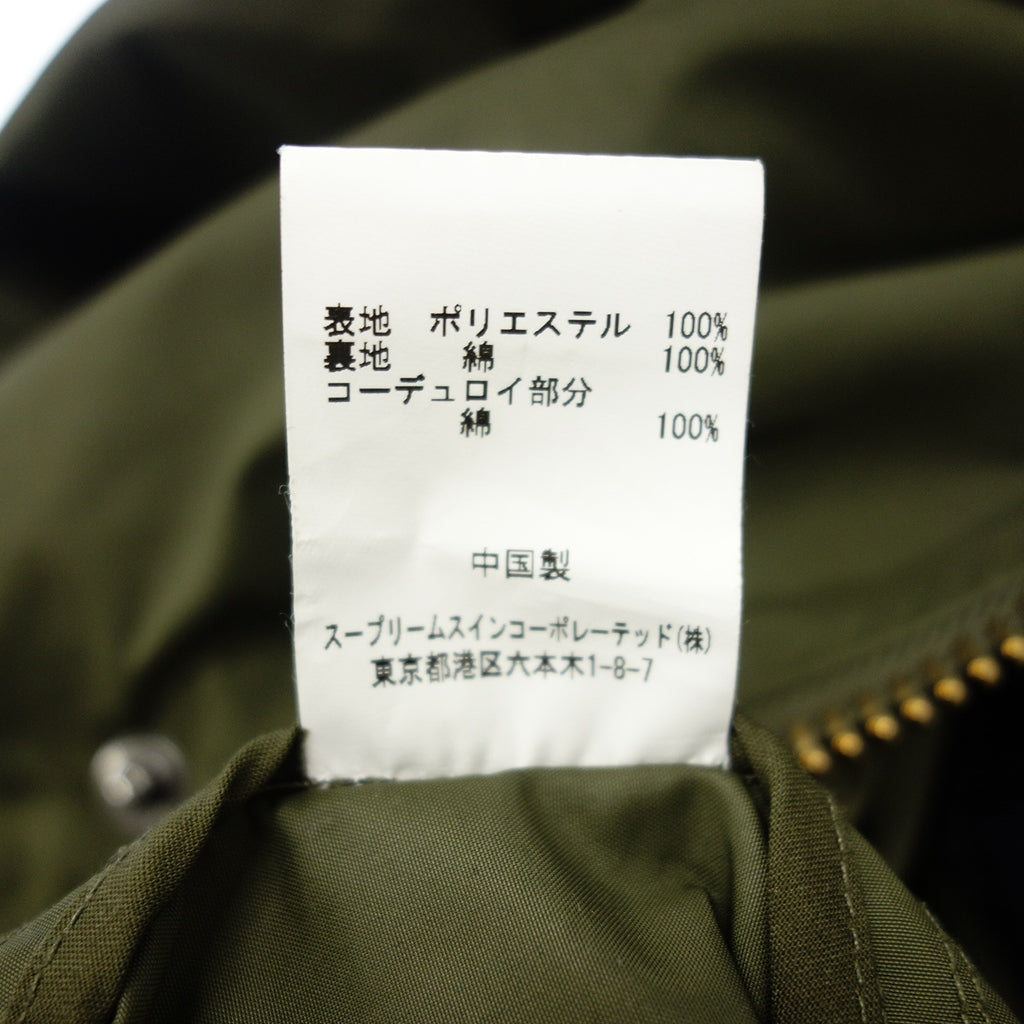 表地 ポリエステル 100%
裏地 綿 100%
コーデュロイ部分
綿 100%
中国製
スープリームスインコーポレーテッド(株)
東京都港区六本木1-8-7